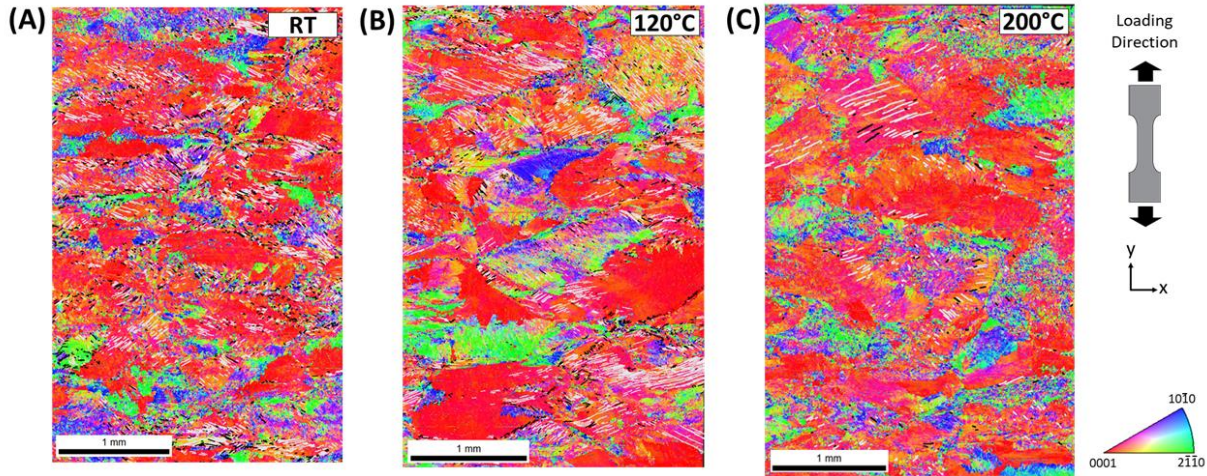 (A)
RT
(B)
120°C
(C)
200°C
Loading
Direction
y
x
1 mm
1 mm
1 mm
101̅0
0001
21̅1̅0